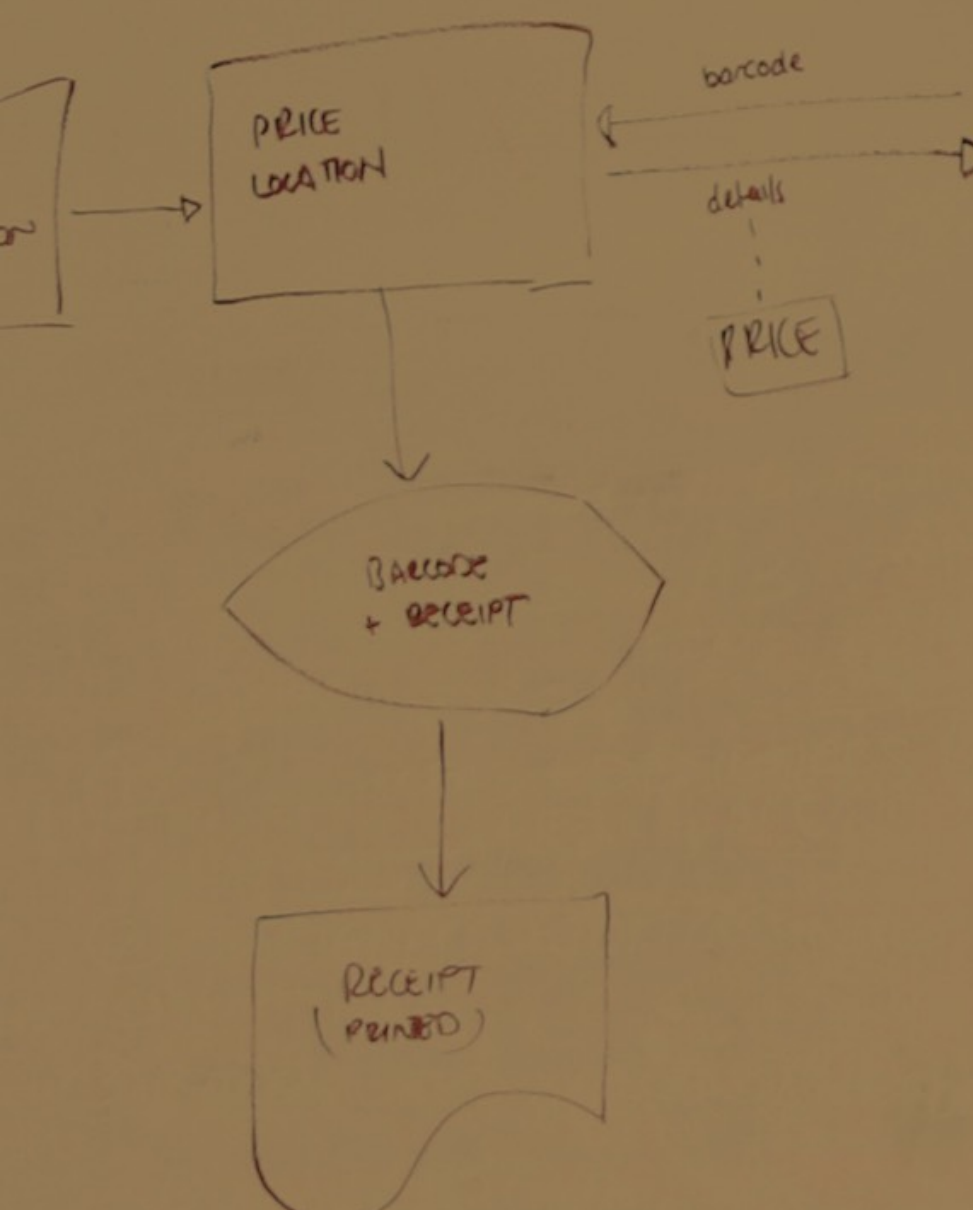 barcode
PRICE
LOCATION
details
PRICE
BARCODE
+ RECEIPT
RECEIPT
(PRINTED)